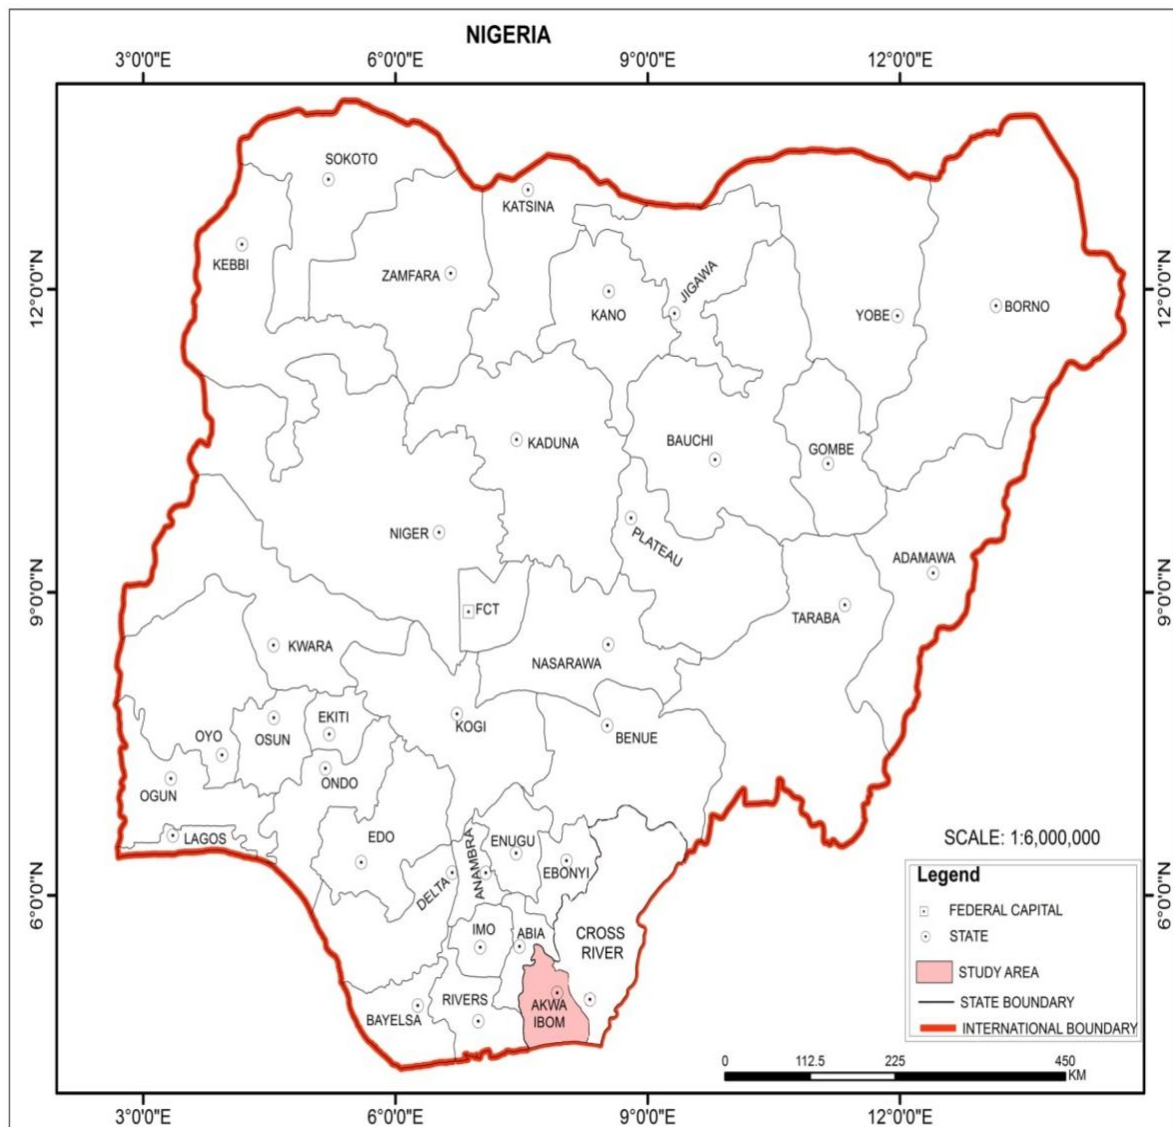 NIGERIA
3°0'0"E 6°0'0"E 9°0'0"E 12°0'0"E
SOKOTO
KATSINA
KEBBI
ZAMFARA
JIGAWA
12°0'0"N
12°0'0"N
KANO
YOBE
BORNO
KADUNA
BAUCHI
GOMBE
NIGER
PLATEAU
ADAMAWA
9°0'0"N
9°0'0"N
FCT
TARABA
KWARA
NASARAWA
EKITI
OYO
OSUN
KOGI
BENUE
ONDO
OGUN
LAGOS
EDO
ENUGU
ANAMBRA
EBONYI
DELTA
6°0'0"N
6°0'0"N
IMO
ABIA
CROSS
RIVER
RIVERS
BAYELSA
AKWA
IBOM
SCALE: 1:6,000,000
Legend
FEDERAL CAPITAL
STATE
STUDY AREA
STATE BOUNDARY
INTERNATIONAL BOUNDARY
0 112.5 225 450
KM
3°0'0"E 6°0'0"E 9°0'0"E 12°0'0"E